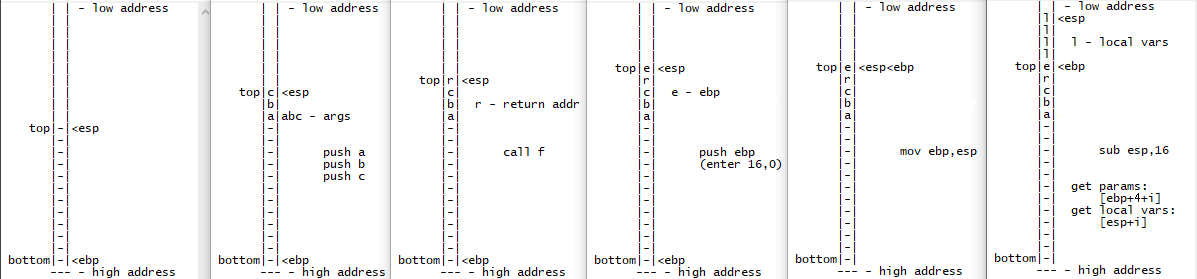 | | - low address
| |
| |
| |
| |
| |
| |
| |
| |
| |
top|-|<esp
|-|
|-|
|-|
|-|
|-|
|-|
|-|
|-|
|-|
|-|
bottom|-|<ebp
--- - high address
| | - low address
| |
| |
| |
| |
| |
| |
top|c|<esp
|b|
|a|abc - args
|-|
|-|
|-| push a
|-| push b
|-| push c
|-|
|-|
|-|
|-|
|-|
|-|
bottom|-|<ebp
--- - high address
| | - low address
| |
| |
| |
| |
| |
top|r|<esp
|c|
|b| r - return addr
|a|
|-|
|-|
|-| call f
|-|
|-|
|-|
|-|
|-|
|-|
|-|
|-|
bottom|-|<ebp
--- - high address
| | - low address
| |
| |
| |
| |
top|e|<esp
|r|
|c| e - ebp
|b|
|a|
|-|
|-|
|-| push ebp
|-| (enter 16,0)
|-|
|-|
|-|
|-|
|-|
|-|
|-|
bottom|-|<ebp
--- - high address
| | - low address
| |
| |
| |
| |
top|e|<esp<ebp
|r|
|c|
|b|
|a|
|-|
|-|
|-| mov ebp,esp
|-|
|-|
|-|
|-|
|-|
|-|
|-|
|-|
bottom|-|
--- - high address
| | - low address
|l|<esp
|l|
|l| l - local vars
|l|
top|e|<ebp
|r|
|c|
|b|
|a|
|-|
|-|
|-| sub esp,16
|-|
|-|
|-| get params:
|-| [ebp+4+i]
|-| get local vars:
|-| [esp+i]
|-|
|-|
bottom|-|
--- - high address